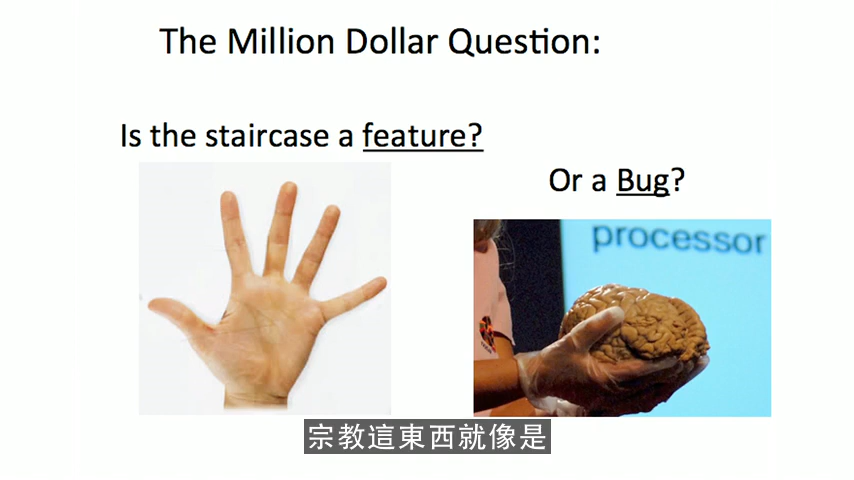 The Million Dollar Question:
Is the staircase a feature?
Or a Bug?
processor
宗教這東西就像是